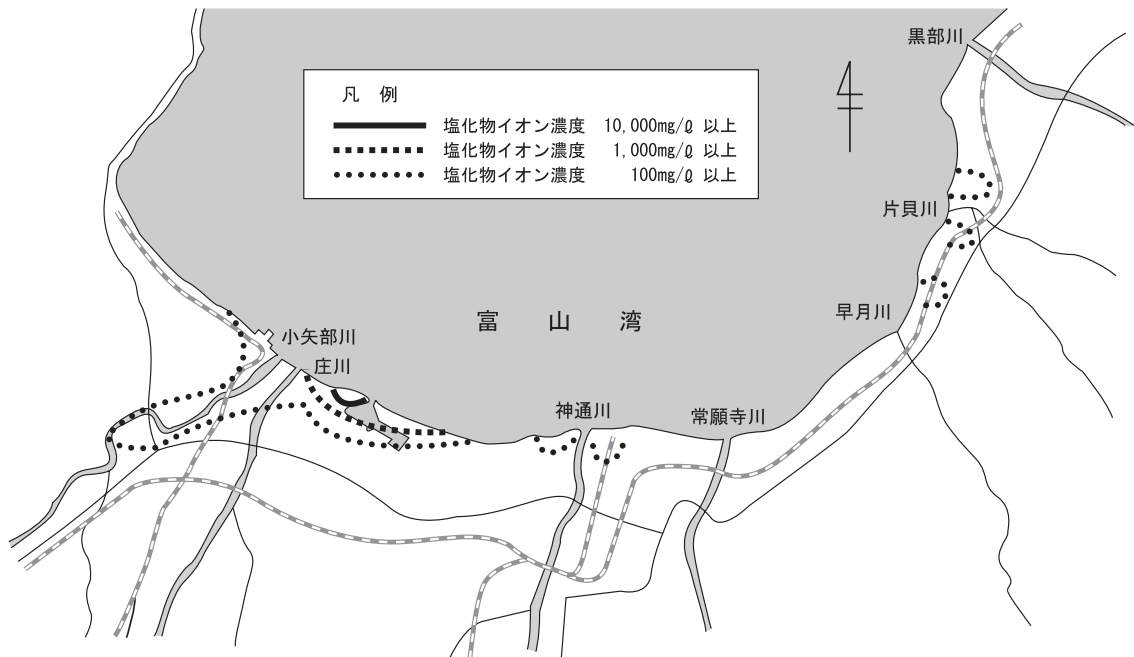 黒部川
凡 例
塩化物イオン濃度 10,000mg/ℓ 以上
塩化物イオン濃度 1,000mg/ℓ 以上
塩化物イオン濃度 100mg/ℓ 以上
片貝川
早月川
富山湾
小矢部川
庄川
神通川
常願寺川